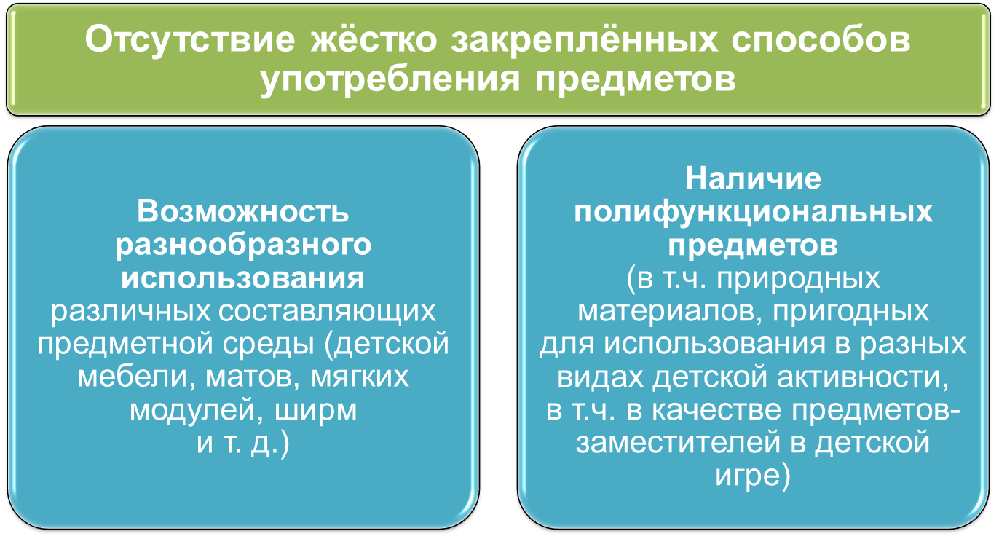 Отсутствие жёстко закреплённых способов
употребления предметов
Возможность
разнообразного
использования
различных составляющих
предметной среды (детской
мебели, матов, мягких
модулей, ширм
и т. д.)
Наличие
полифункциональных
предметов
(в т.ч. природных
материалов, пригодных
для использования в разных
видах детской активности,
в т.ч. в качестве предметов-
заместителей в детской
игре)